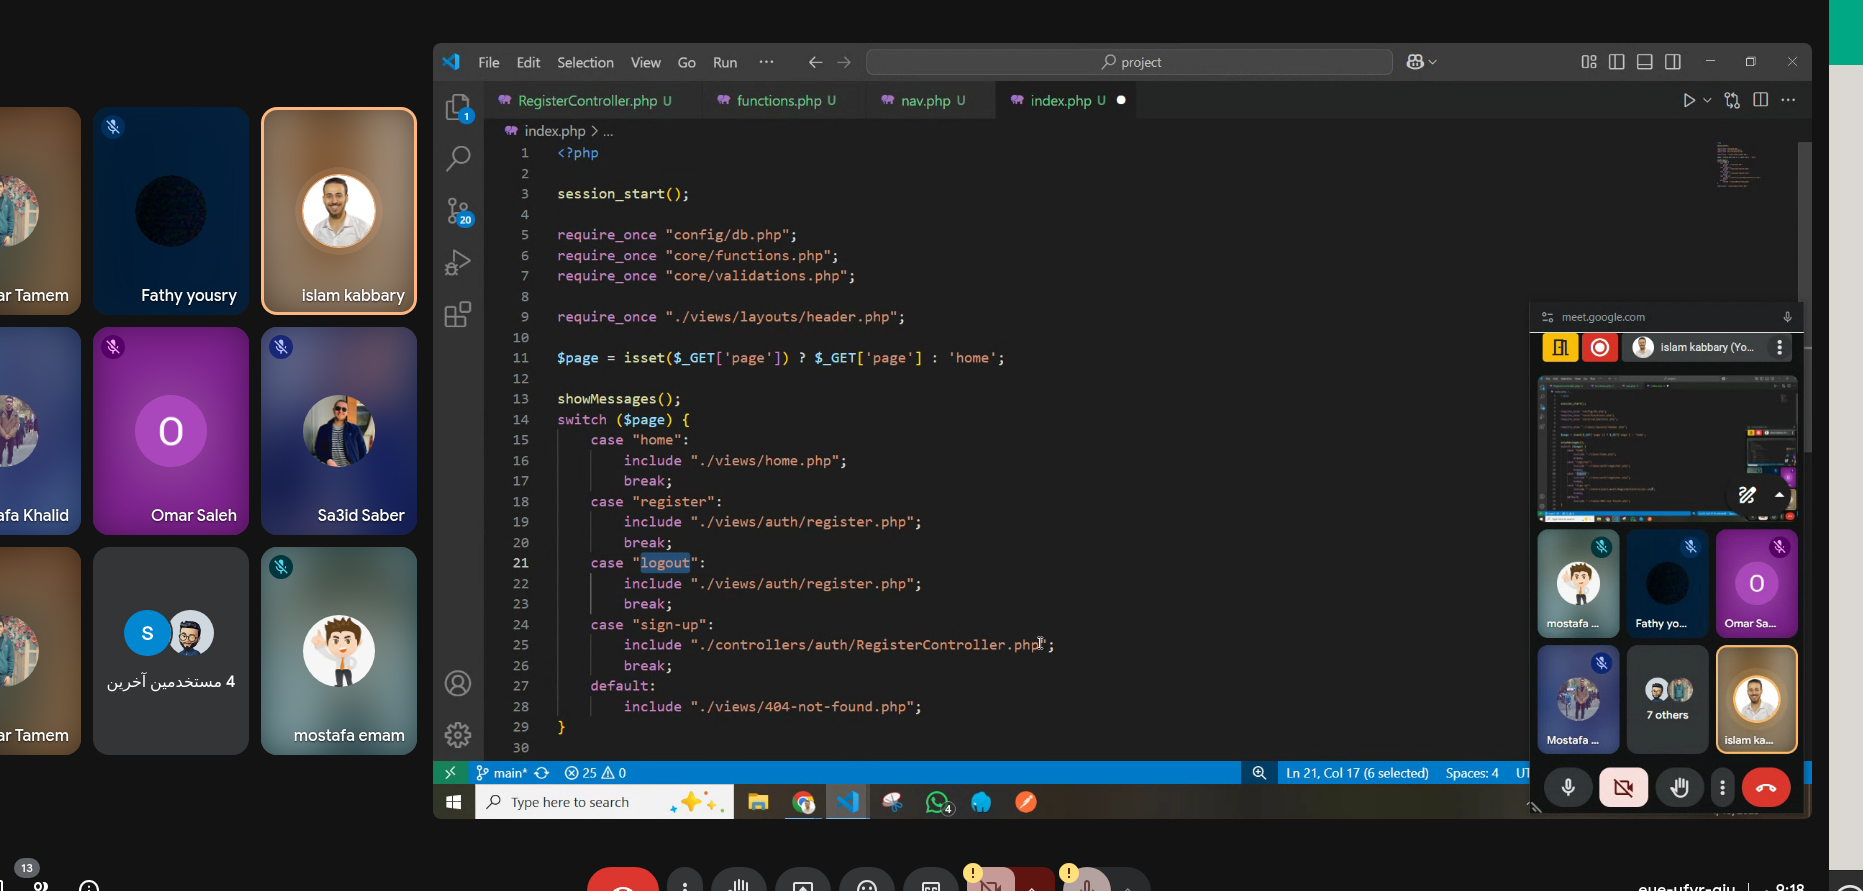 File Edit Selection View Go Run ···
project
RegisterController.php U
functions.php U
nav.php U
index.php U
index.php > ...
1 <?php
2
3 session_start();
4
5 require_once "config/db.php";
6 require_once "core/functions.php";
7 require_once "core/validations.php";
8
9 require_once "./views/layouts/header.php";
10
11 $page = isset($_GET['page']) ? $_GET['page'] : 'home';
12
13 showMessages();
14 switch ($page) {
15 case "home":
16 include "./views/home.php";
17 break;
18 case "register":
19 include "./views/auth/register.php";
20 break;
21 case "logout":
22 include "./views/auth/register.php";
23 break;
24 case "sign-up":
25 include "./controllers/auth/RegisterController.php";
26 break;
27 default:
28 include "./views/404-not-found.php";
29 }
30
1
20
main*
25 0
Ln 21, Col 17 (6 selected)
Spaces: 4
Type here to search
4
ar Tamem
Fathy yousry
islam kabbary
afa Khalid
O
Omar Saleh
Sa3id Saber
ar Tamem
S
4 مستخدمين آخرين
mostafa emam
meet.google.com
islam kabbary (Yo...
mostafa ...
Fathy yo...
O
Omar Sa...
Mostafa ...
7 others
islam ka...
13
9:18